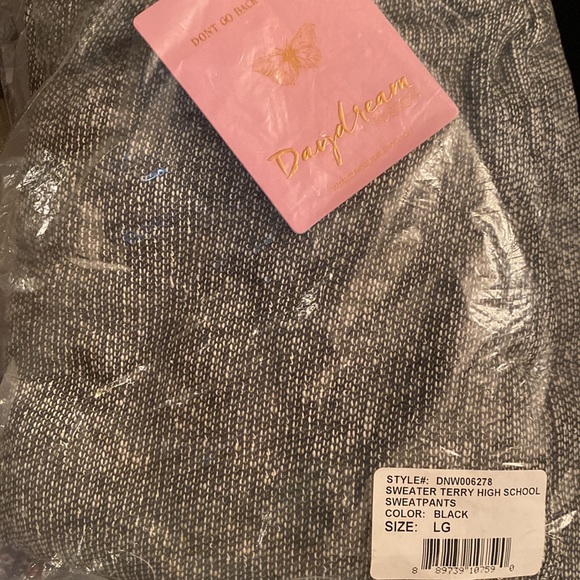 DONT GO BACK
Daydream
STYLE#: DNW006278
SWEATER TERRY HIGH SCHOOL
SWEATPANTS
COLOR: BLACK
SIZE: LG
8 89739 10759 0